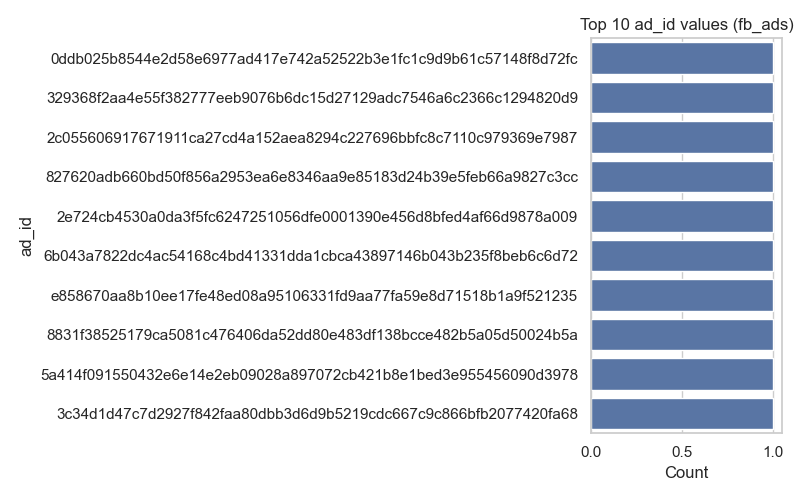 Top 10 ad_id values (fb_ads)
0ddb025b8544e2d58e6977ad417e742a52522b3e1fc1c9d9b61c57148f8d72fc
329368f2aa4e55f382777eeb9076b6dc15d27129adc7546a6c2366c1294820d9
2c055606917671911ca27cd4a152aea8294c227696bbfc8c7110c979369e7987
827620adb660bd50f856a2953ea6e8346aa9e85183d24b39e5feb66a9827c3cc
2e724cb4530a0da3f5fc6247251056dfe0001390e456d8bfed4af66d9878a009
6b043a7822dc4ac54168c4bd41331dda1cbca43897146b043b235f8beb6c6d72
e858670aa8b10ee17fe48ed08a95106331fd9aa77fa59e8d71518b1a9f521235
8831f38525179ca5081c476406da52dd80e483df138bcce482b5a05d50024b5a
5a414f091550432e6e14e2eb09028a897072cb421b8e1bed3e955456090d3978
3c34d1d47c7d2927f842faa80dbb3d6d9b5219cdc667c9c866bfb2077420fa68
ad_id
0.0 0.5 1.0
Count